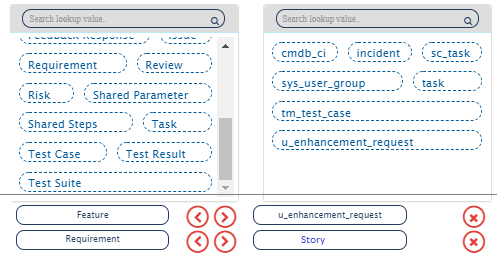 Search lookup value..
Feedback Response Issue
Requirement Review
Risk Shared Parameter
Shared Steps Task
Test Case Test Result
Test Suite
Search lookup value..
cmdb_ci incident sc_task
sys_user_group task
tm_test_case
u_enhancement_request
Feature u_enhancement_request
Requirement Story